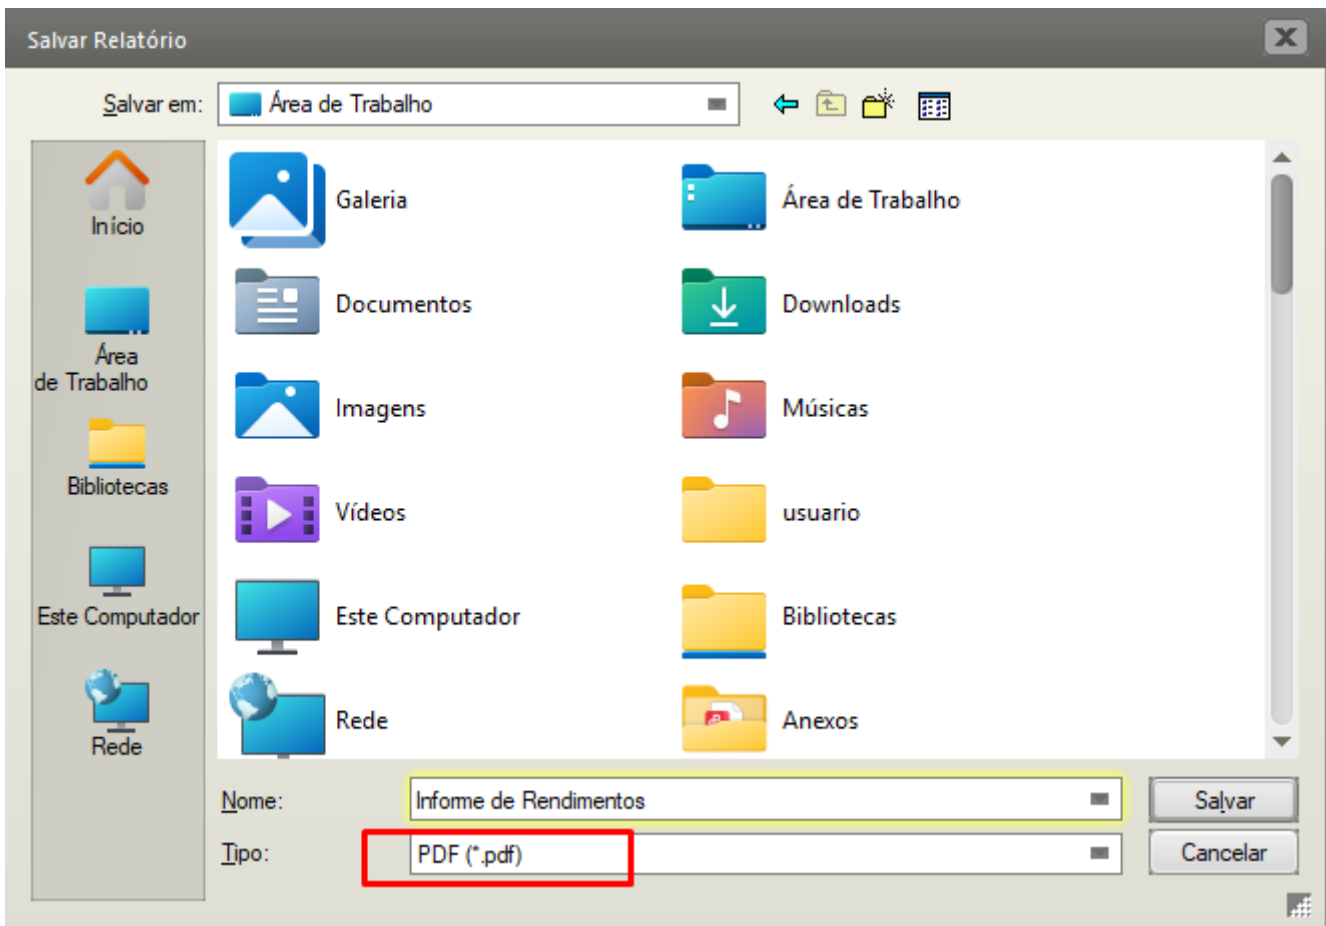 Salvar Relatório
Salvar em:
Área de Trabalho
Início
Área
de Trabalho
Bibliotecas
Este Computador
Rede
Galeria
Área de Trabalho
Documentos
Downloads
Imagens
Músicas
Vídeos
usuario
Este Computador
Bibliotecas
Rede
Anexos
Nome:
Informe de Rendimentos
Salvar
Tipo:
PDF (*.pdf)
Cancelar